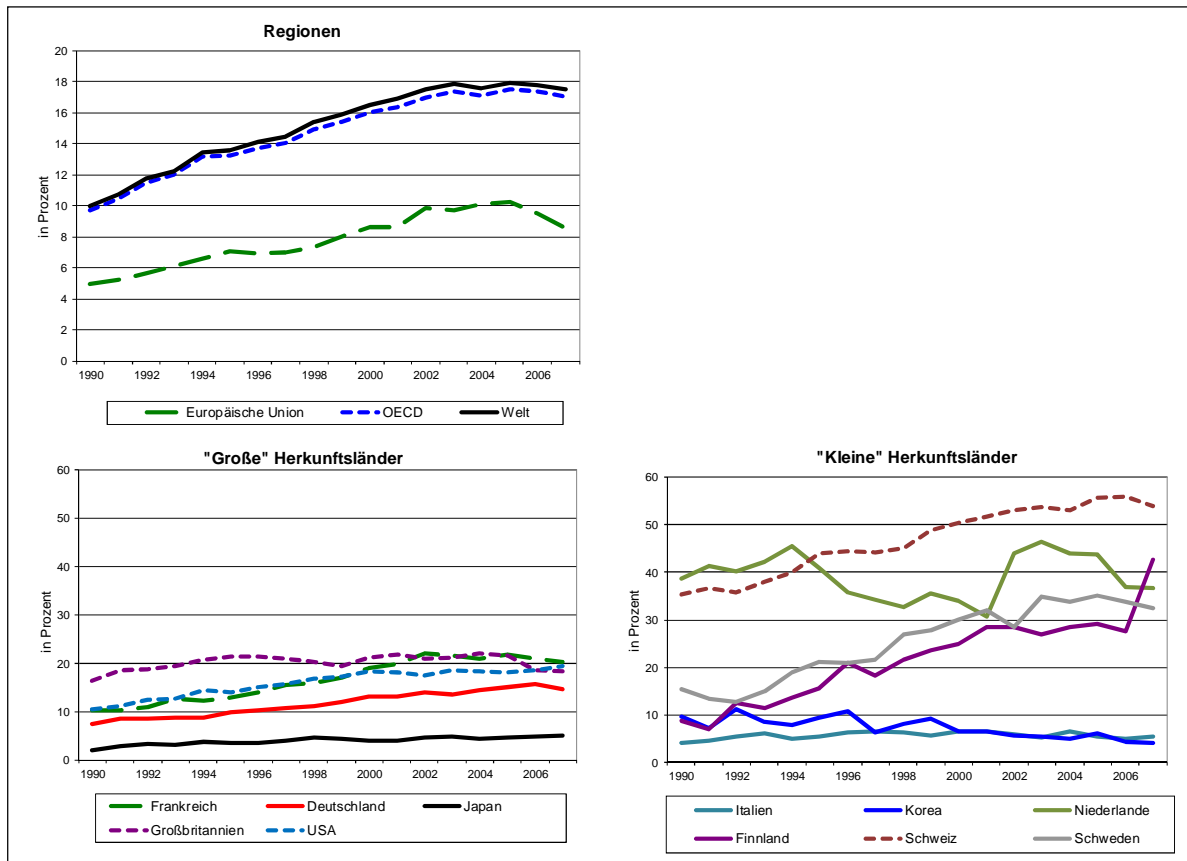 Regionen
in Prozent
20
18
16
14
12
10
8
6
4
2
0
1990 1992 1994 1996 1998 2000 2002 2004 2006
Europäische Union OECD Welt
"Große" Herkunftsländer
in Prozent
60
50
40
30
20
10
0
1990 1992 1994 1996 1998 2000 2002 2004 2006
Frankreich Deutschland Japan
Großbritannien USA
"Kleine" Herkunftsländer
in Prozent
60
50
40
30
20
10
0
1990 1992 1994 1996 1998 2000 2002 2004 2006
Italien Korea Niederlande
Finnland Schweiz Schweden